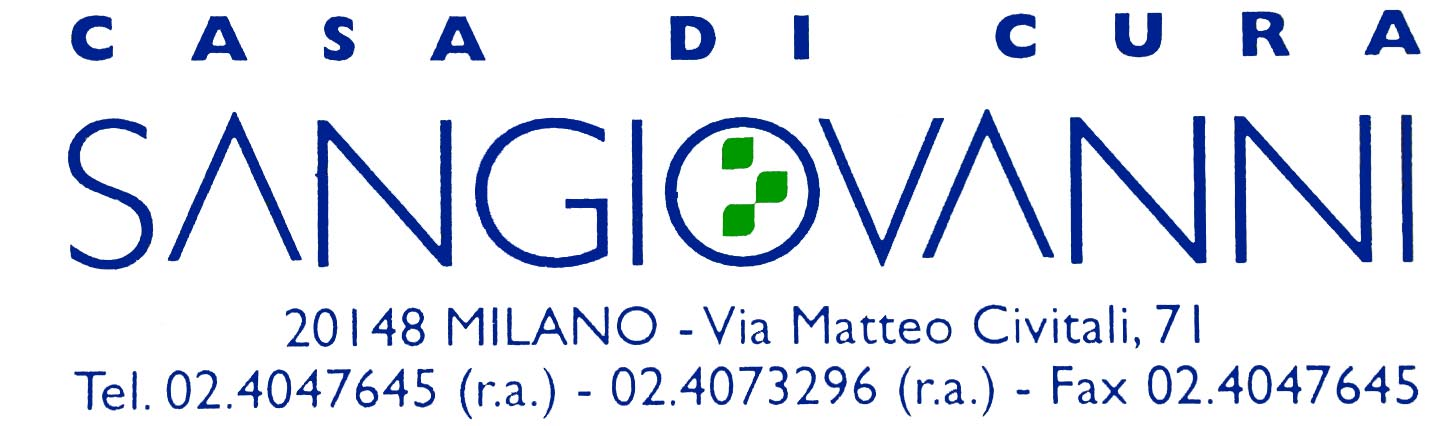 CASA DI CURA
SANGIOVANNI
20148 MILANO - Via Matteo Civitali, 71
Tel. 02.4047645 (r.a.) - 02.4073296 (r.a.) - Fax 02.4047645